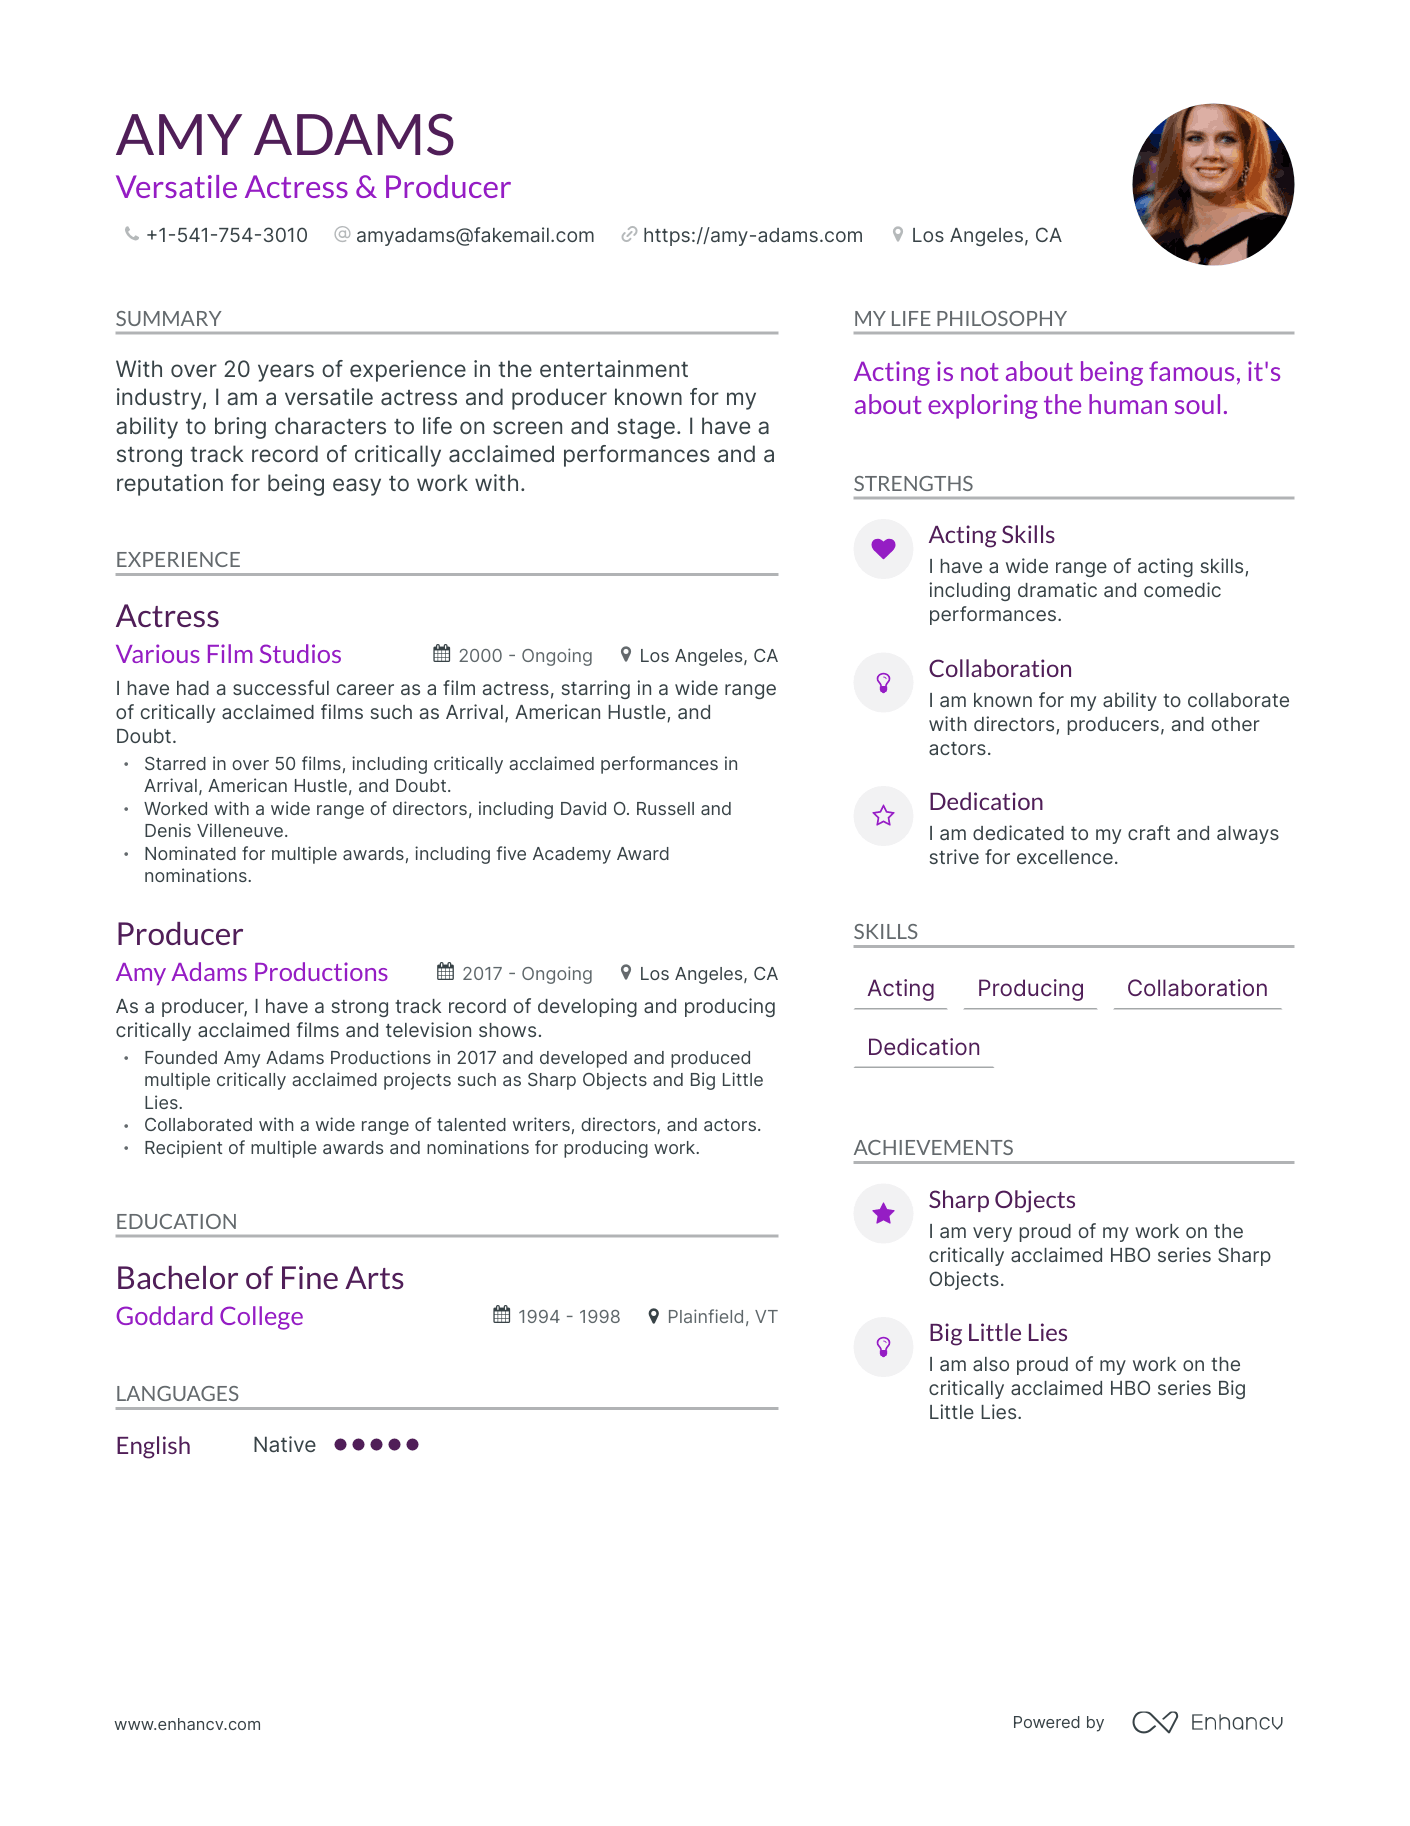 AMY ADAMS
Versatile Actress & Producer
+1-541-754-3010 @ amyadams@fakemail.com https://amy-adams.com Los Angeles, CA
SUMMARY
With over 20 years of experience in the entertainment
industry, I am a versatile actress and producer known for my
ability to bring characters to life on screen and stage. I have a
strong track record of critically acclaimed performances and a
reputation for being easy to work with.
EXPERIENCE
Actress
Various Film Studios 2000 - Ongoing Los Angeles, CA
I have had a successful career as a film actress, starring in a wide range
of critically acclaimed films such as Arrival, American Hustle, and
Doubt.
• Starred in over 50 films, including critically acclaimed performances in
Arrival, American Hustle, and Doubt.
• Worked with a wide range of directors, including David O. Russell and
Denis Villeneuve.
• Nominated for multiple awards, including five Academy Award
nominations.
Producer
Amy Adams Productions 2017 - Ongoing Los Angeles, CA
As a producer, I have a strong track record of developing and producing
critically acclaimed films and television shows.
• Founded Amy Adams Productions in 2017 and developed and produced
multiple critically acclaimed projects such as Sharp Objects and Big Little
Lies.
• Collaborated with a wide range of talented writers, directors, and actors.
• Recipient of multiple awards and nominations for producing work.
EDUCATION
Bachelor of Fine Arts
Goddard College 1994 - 1998 Plainfield, VT
LANGUAGES
English Native
MY LIFE PHILOSOPHY
Acting is not about being famous, it's
about exploring the human soul.
STRENGTHS
Acting Skills
I have a wide range of acting skills,
including dramatic and comedic
performances.
Collaboration
I am known for my ability to collaborate
with directors, producers, and other
actors.
Dedication
I am dedicated to my craft and always
strive for excellence.
SKILLS
Acting Producing Collaboration
Dedication
ACHIEVEMENTS
Sharp Objects
I am very proud of my work on the
critically acclaimed HBO series Sharp
Objects.
Big Little Lies
I am also proud of my work on the
critically acclaimed HBO series Big
Little Lies.
www.enhancv.com
Powered by Enhancv